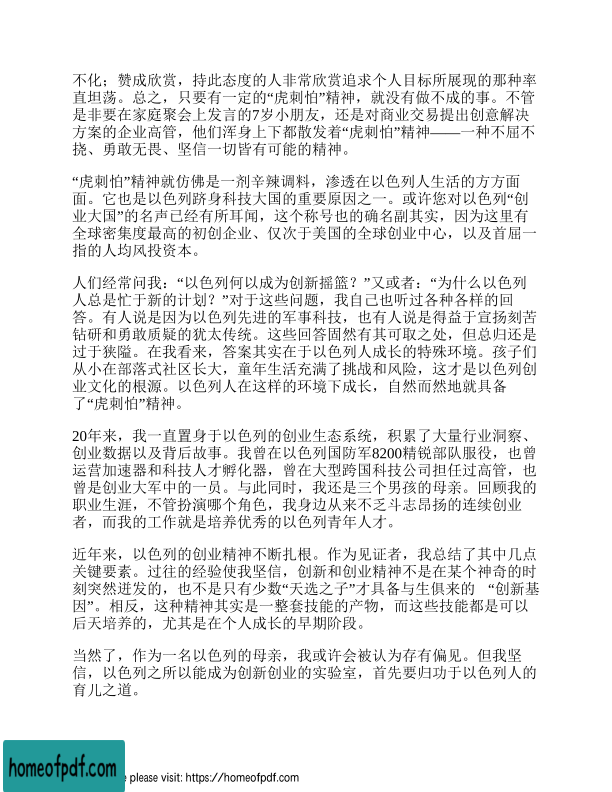 不化；赞成欣赏，持此态度的人非常欣赏追求个人目标所展现的那种率
直坦荡。总之，只要有一定的“虎刺怕”精神，就没有做不成的事。不管
是非要在家庭聚会上发言的7岁小朋友，还是对商业交易提出创意解决
方案的企业高管，他们浑身上下都散发着“虎刺怕”精神——一种不屈不
挠、勇敢无畏、坚信一切皆有可能的精神。
“虎刺怕”精神就仿佛是一剂辛辣调料，渗透在以色列人生活的方方面
面。它也是以色列跻身科技大国的重要原因之一。或许您对以色列“创
业大国”的名声已经有所耳闻，这个称号也的确名副其实，因为这里有
全球密集度最高的初创企业、仅次于美国的全球创业中心，以及首屈一
指的人均风投资本。
人们经常问我：“以色列何以成为创新摇篮？”又或者：“为什么以色列
人总是忙于新的计划？”对于这些问题，我自己也听过各种各样的回
答。有人说是因为以色列先进的军事科技，也有人说是得益于宣扬刻苦
钻研和勇敢质疑的犹太传统。这些回答固然有其可取之处，但总归还是
过于狭隘。在我看来，答案其实在于以色列人成长的特殊环境。孩子们
从小在部落式社区长大，童年生活充满了挑战和风险，这才是以色列创
业文化的根源。以色列人在这样的环境下成长，自然而然地就具备
了“虎刺怕”精神。
20年来，我一直置身于以色列的创业生态系统，积累了大量行业洞察、
创业数据以及背后故事。我曾在以色列国防军8200精锐部队服役，也曾
运营加速器和科技人才孵化器，曾在大型跨国科技公司担任过高管，也
曾是创业大军中的一员。与此同时，我还是三个男孩的母亲。回顾我的
职业生涯，不管扮演哪个角色，我身边从来不乏斗志昂扬的连续创业
者，而我的工作就是培养优秀的以色列青年人才。
近年来，以色列的创业精神不断扎根。作为见证者，我总结了其中几点
关键要素。过往的经验使我坚信，创新和创业精神不是在某个神奇的时
刻突然迸发的，也不是只有少数“天选之子”才具备与生俱来的 “创新基
因”。相反，这种精神其实是一整套技能的产物，而这些技能都是可以
后天培养的，尤其是在个人成长的早期阶段。
当然了，作为一名以色列的母亲，我或许会被认为存有偏见。但我坚
信，以色列之所以能成为创新创业的实验室，首先要归功于以色列人的
育儿之道。
homeofpdf.com
e please visit: https://homeofpdf.com